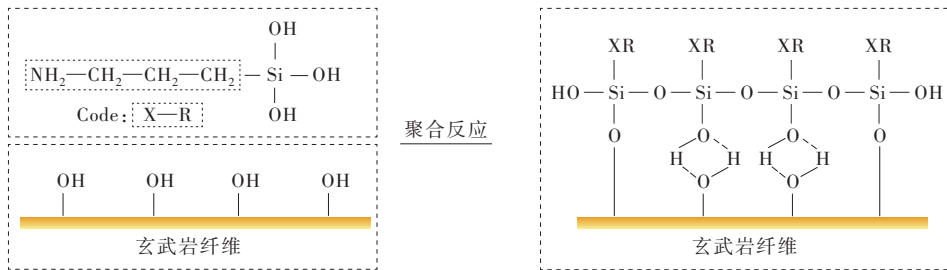 OH
NH₂—CH₂—CH₂—CH₂—Si—OH
Code: X—R
OH
OH OH OH OH
玄武岩纤维
聚合反应
XR XR XR XR
HO—Si—O—Si—O—Si—O—Si—OH
O O O O
H H H H
O O
玄武岩纤维